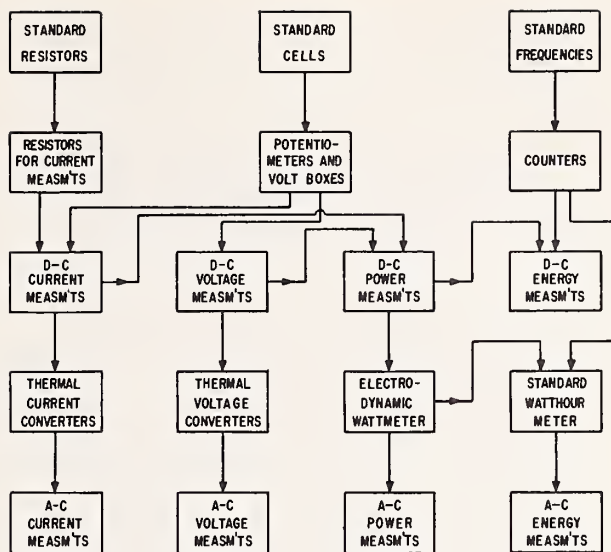 STANDARD
RESISTORS
STANDARD
CELLS
STANDARD
FREQUENCIES
RESISTORS
FOR CURRENT
MEASM'TS
POTENTIO-
METERS AND
VOLT BOXES
COUNTERS
D-C
CURRENT
MEASM'TS
D-C
VOLTAGE
MEASM'TS
D-C
POWER
MEASM'TS
D-C
ENERGY
MEASM'TS
THERMAL
CURRENT
CONVERTERS
THERMAL
VOLTAGE
CONVERTERS
ELECTRO-
DYNAMIC
WATTMETER
STANDARD
WATTHOUR
METER
A-C
CURRENT
MEASM'TS
A-C
VOLTAGE
MEASM'TS
A-C
POWER
MEASM'TS
A-C
ENERGY
MEASM'TS